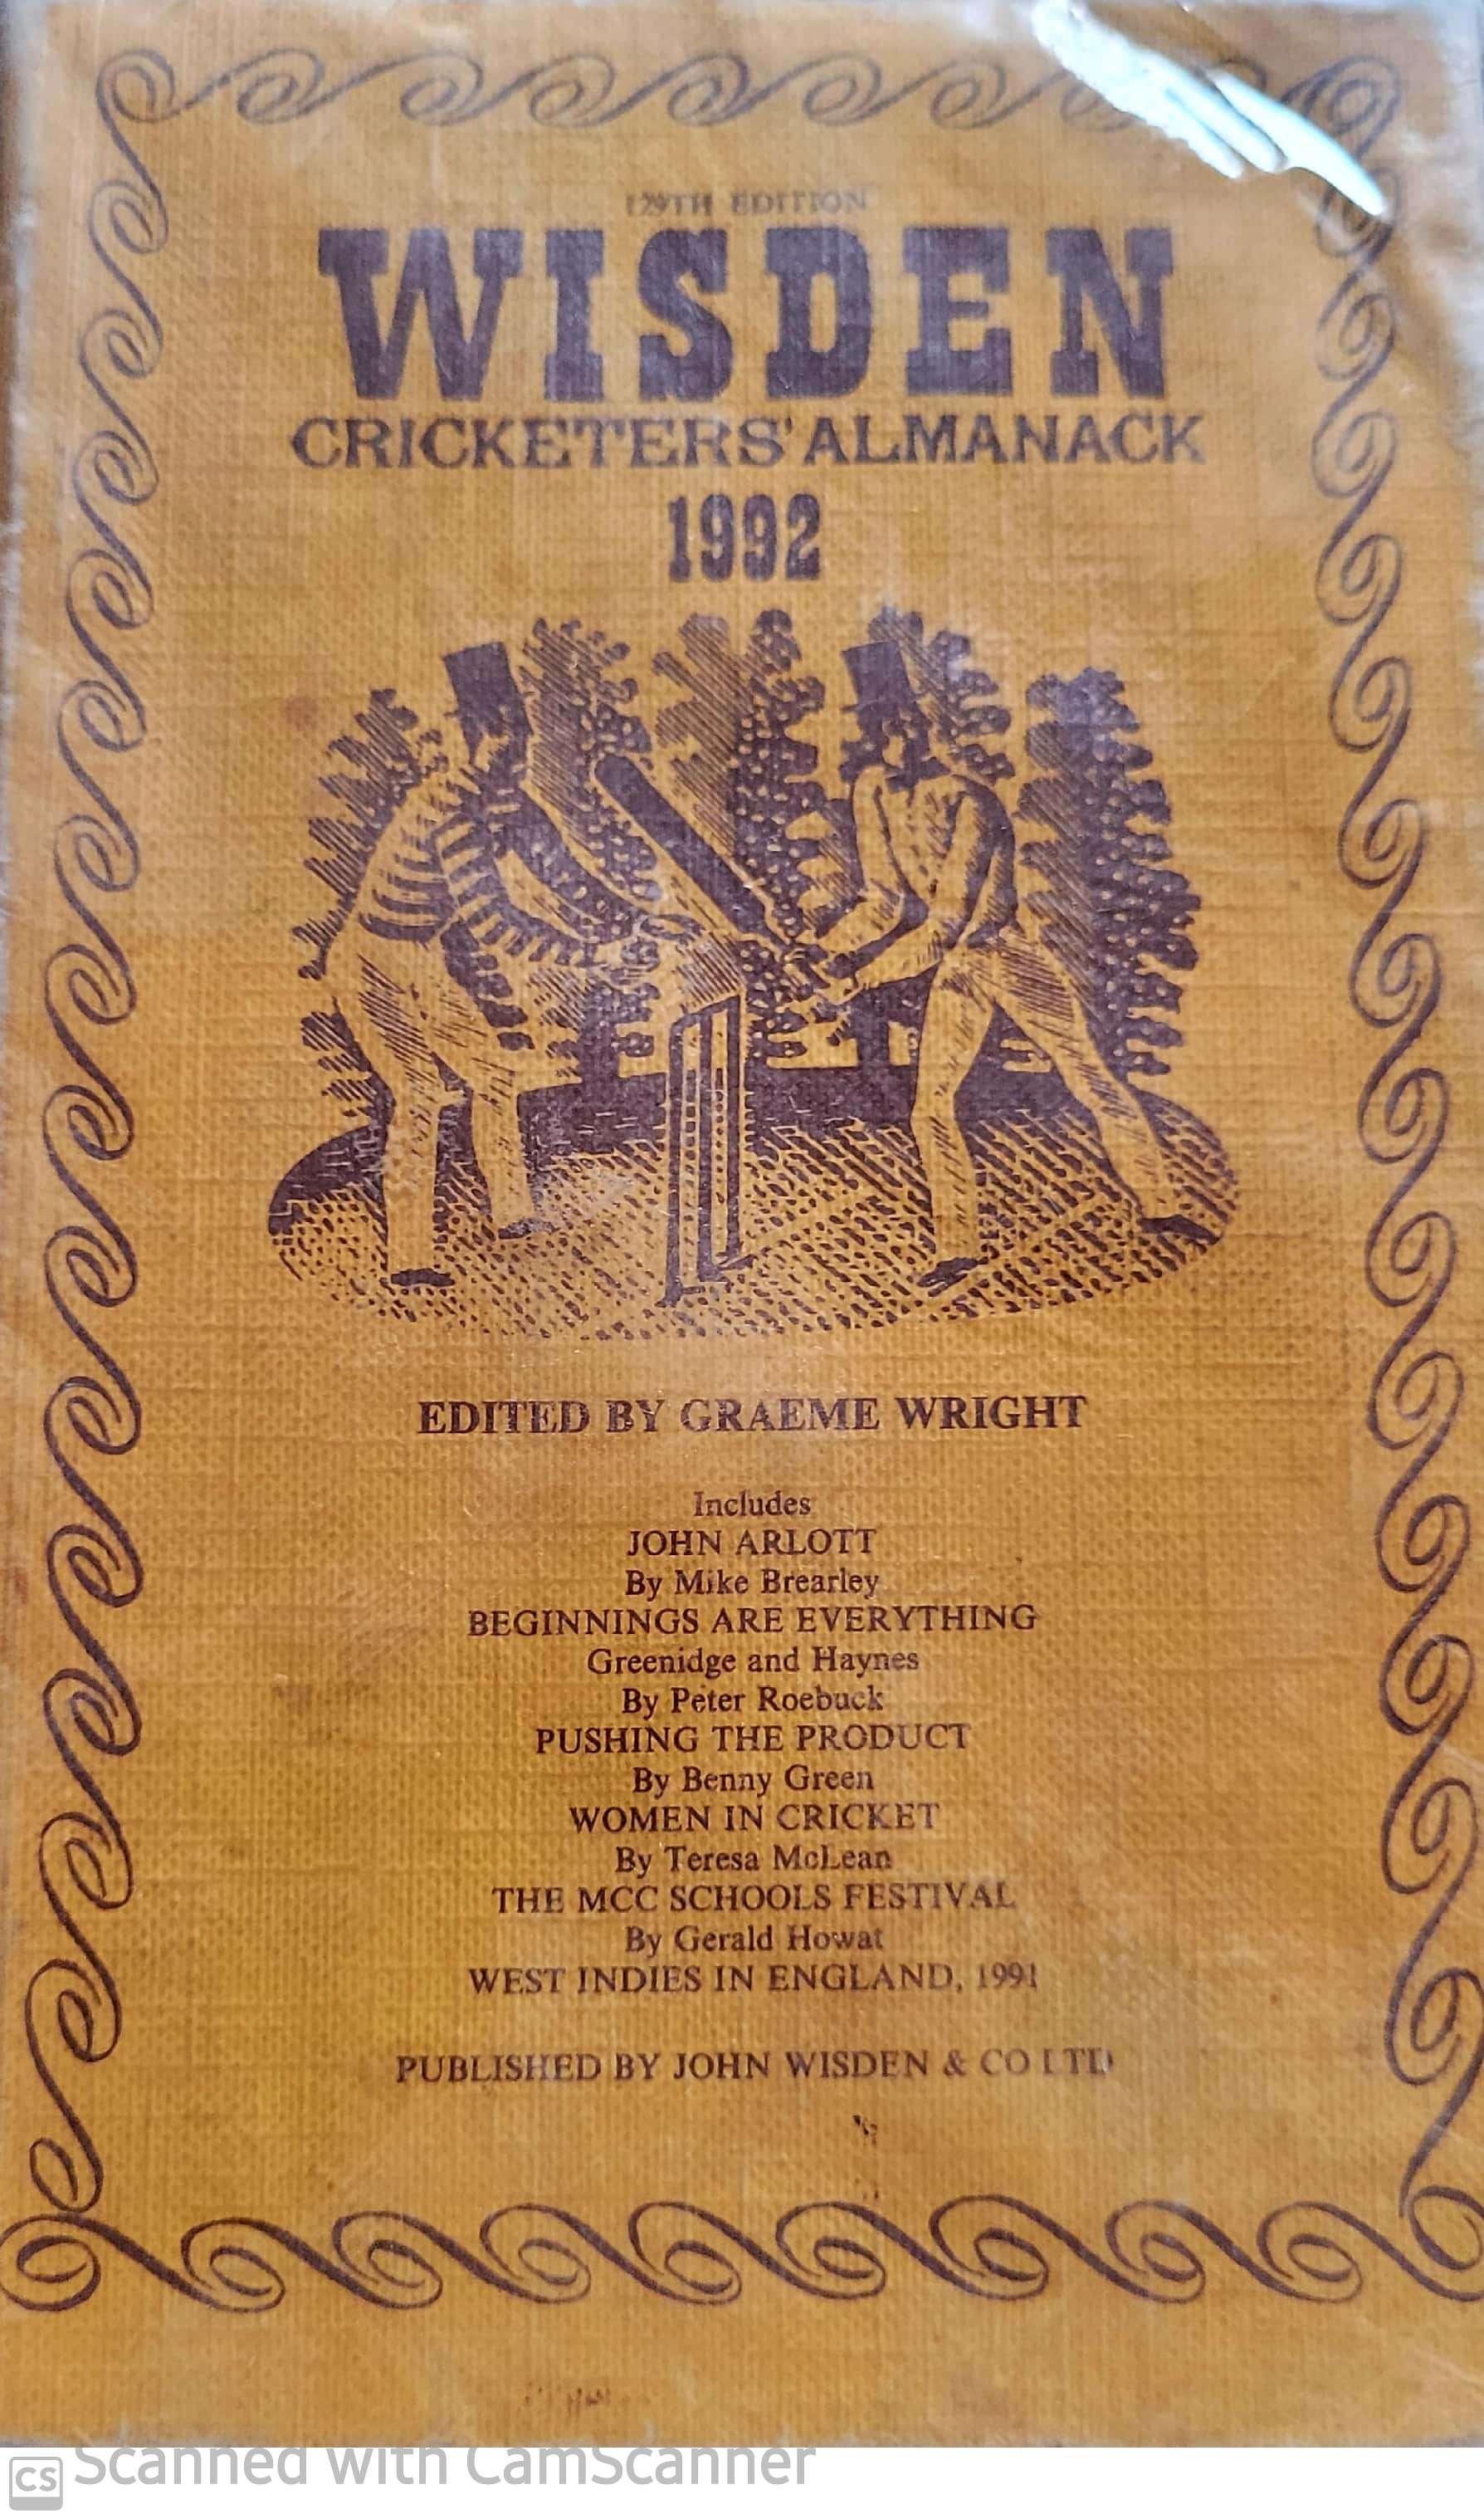 129TH EDITION
WISDEN
CRICKETERS' ALMANACK
1992
EDITED BY GRAEME WRIGHT
Includes
JOHN ARLOTT
By Mike Brearley
BEGINNINGS ARE EVERYTHING
Greenidge and Haynes
By Peter Roebuck
PUSHING THE PRODUCT
By Benny Green
WOMEN IN CRICKET
By Teresa McLean
THE MCC SCHOOLS FESTIVAL
By Gerald Howat
WEST INDIES IN ENGLAND, 1991
PUBLISHED BY JOHN WISDEN & CO LTD
CS Scanned with CamScanner